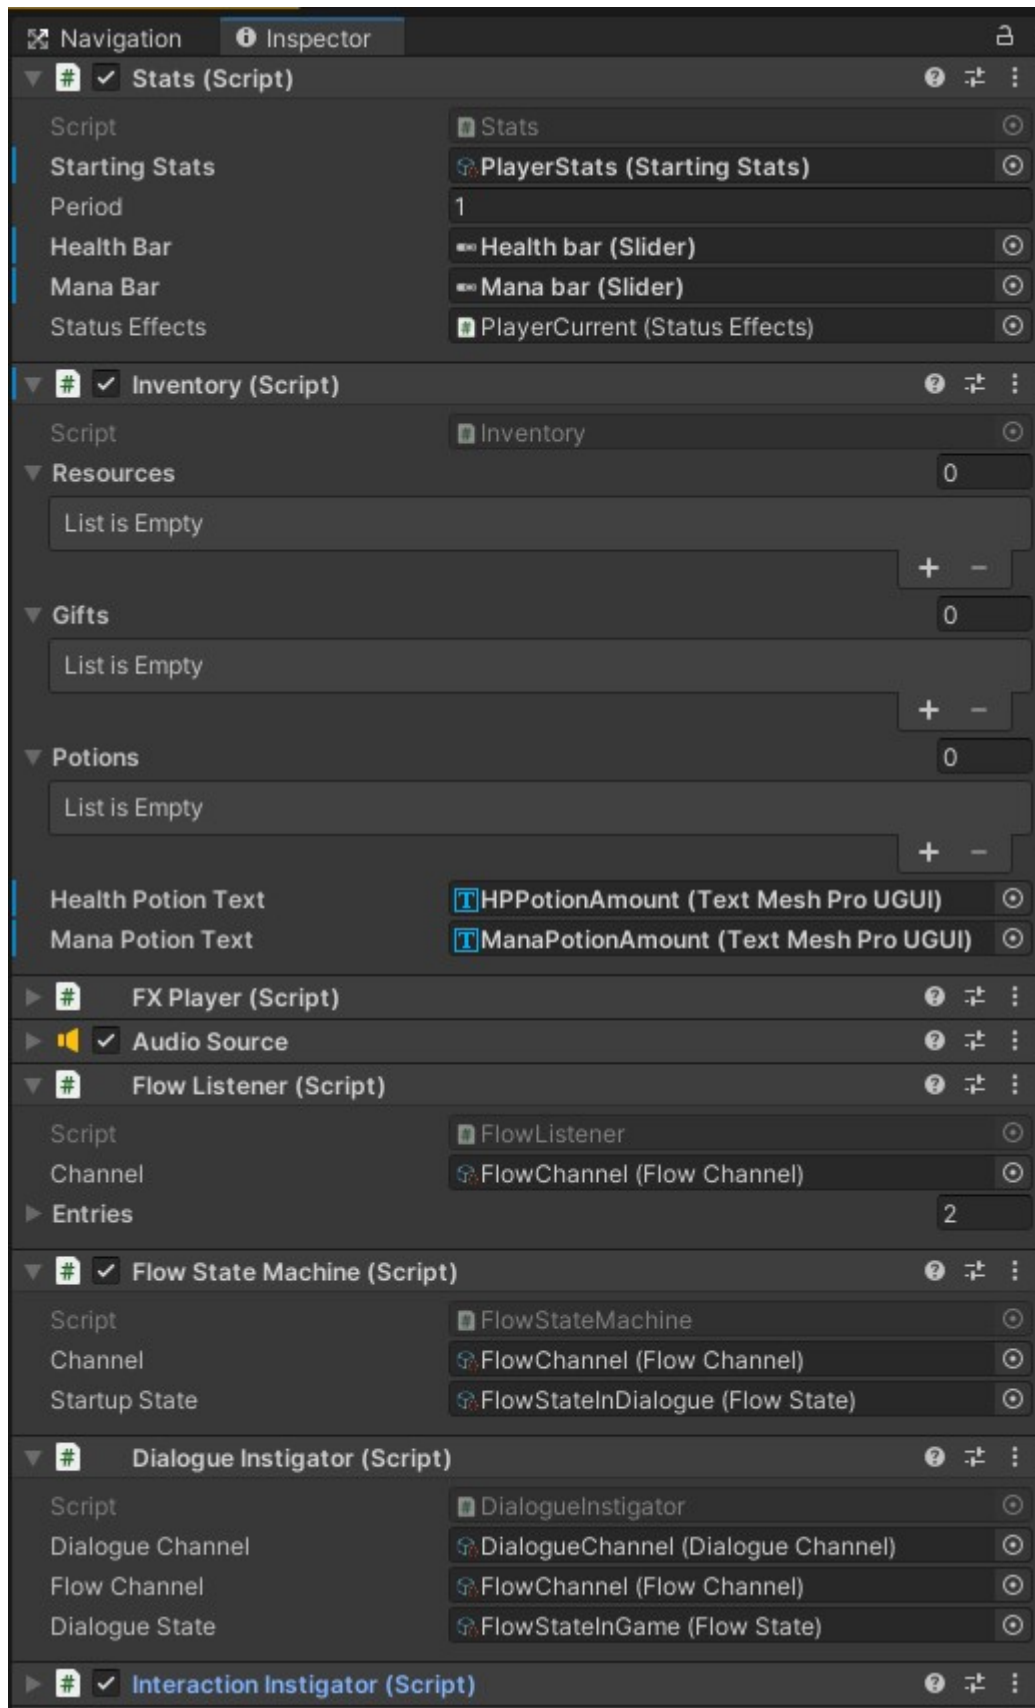 Navigation Inspector
Stats (Script)
Script Stats
Starting Stats PlayerStats (Starting Stats)
Period 1
Health Bar Health bar (Slider)
Mana Bar Mana bar (Slider)
Status Effects PlayerCurrent (Status Effects)
Inventory (Script)
Script Inventory
Resources 0
List is Empty
+ −
Gifts 0
List is Empty
+ −
Potions 0
List is Empty
+ −
Health Potion Text HPPotionAmount (Text Mesh Pro UGUI)
Mana Potion Text ManaPotionAmount (Text Mesh Pro UGUI)
FX Player (Script)
Audio Source
Flow Listener (Script)
Script FlowListener
Channel FlowChannel (Flow Channel)
Entries 2
Flow State Machine (Script)
Script FlowStateMachine
Channel FlowChannel (Flow Channel)
Startup State FlowStateInDialogue (Flow State)
Dialogue Instigator (Script)
Script DialogueInstigator
Dialogue Channel DialogueChannel (Dialogue Channel)
Flow Channel FlowChannel (Flow Channel)
Dialogue State FlowStateInGame (Flow State)
Interaction Instigator (Script)